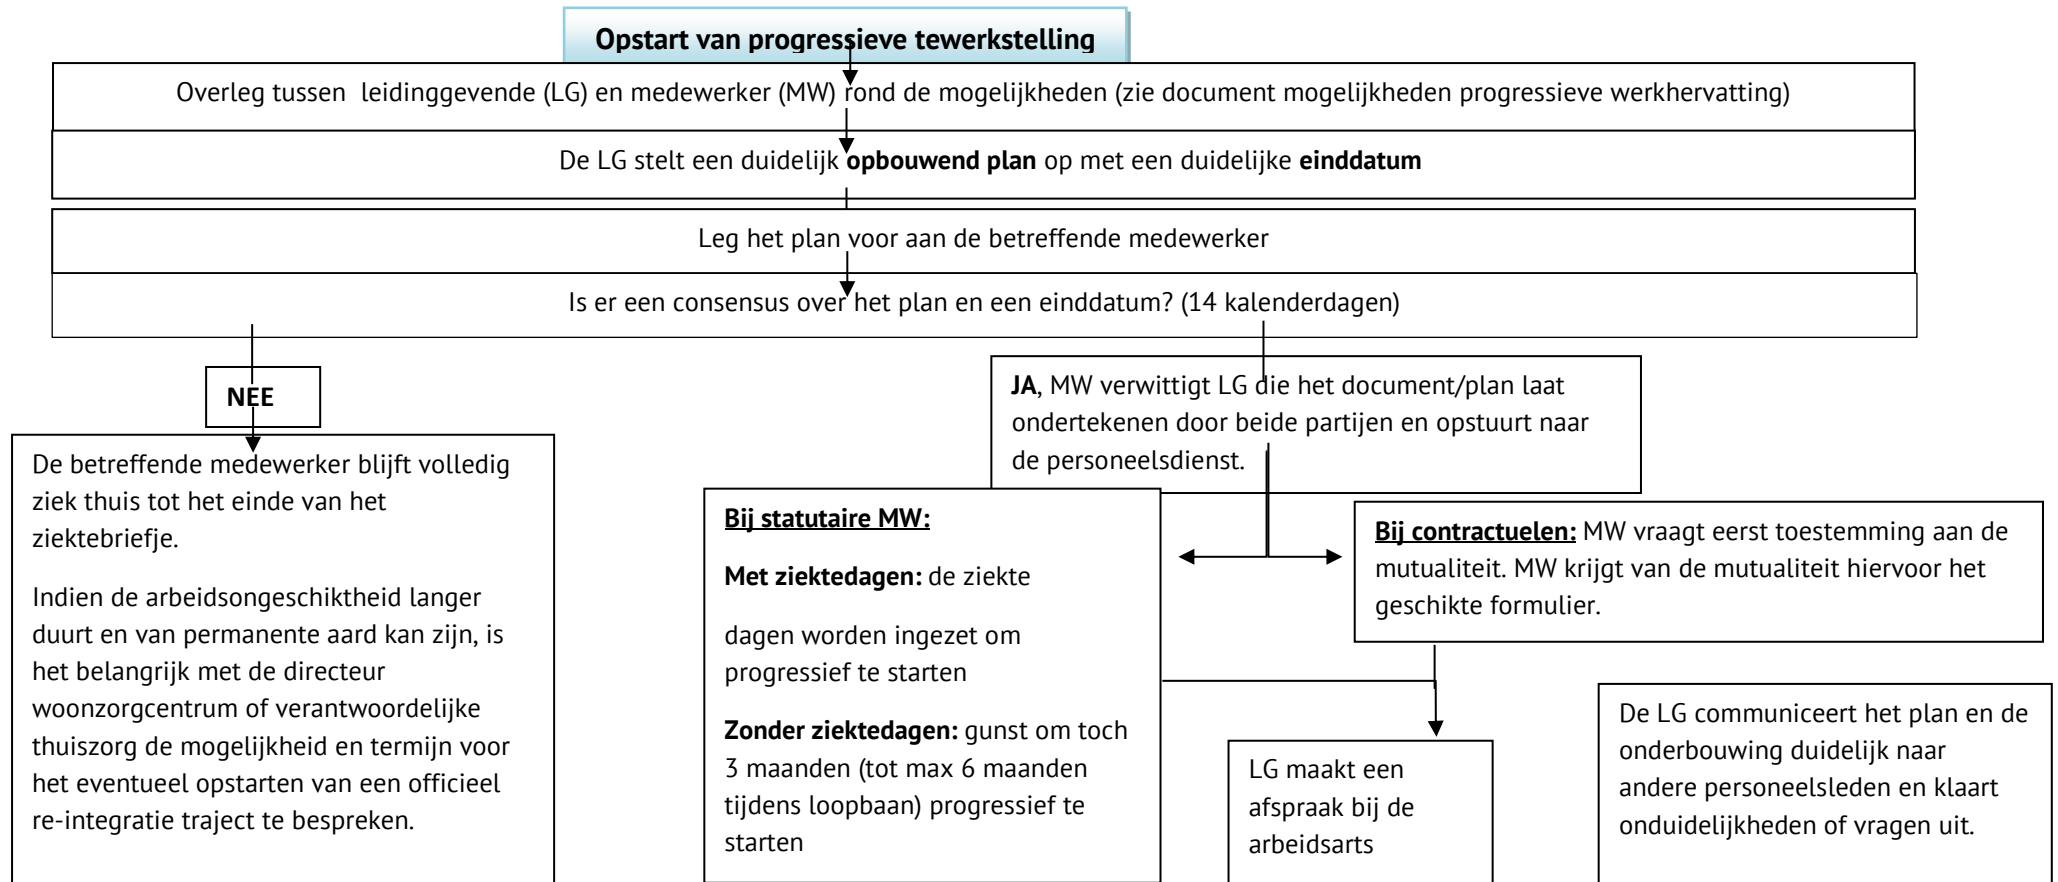 Opstart van progressieve tewerkstelling
Overleg tussen leidinggevende (LG) en medewerker (MW) rond de mogelijkheden (zie document mogelijkheden progressieve werkhervatting)
De LG stelt een duidelijk opbouwend plan op met een duidelijke einddatum
Leg het plan voor aan de betreffende medewerker
Is er een consensus over het plan en een einddatum? (14 kalenderdagen)
NEE
De betreffende medewerker blijft volledig
ziek thuis tot het einde van het
ziektebriefje.
Indien de arbeidsongeschiktheid langer
duurt en van permanente aard kan zijn, is
het belangrijk met de directeur
woonzorgcentrum of verantwoordelijke
thuiszorg de mogelijkheid en termijn voor
het eventueel opstarten van een officieel
re-integratie traject te bespreken.
JA, MW verwittigt LG die het document/plan laat
ondertekenen door beide partijen en opstuurt naar
de personeelsdienst.
Bij statutaire MW:
Met ziektedagen: de ziekte
dagen worden ingezet om
progressief te starten
Zonder ziektedagen: gunst om toch
3 maanden (tot max 6 maanden
tijdens loopbaan) progressief te
starten
Bij contractuelen: MW vraagt eerst toestemming aan de
mutualiteit. MW krijgt van de mutualiteit hiervoor het
geschikte formulier.
LG maakt een
afspraak bij de
arbeidsarts
De LG communiceert het plan en de
onderbouwing duidelijk naar
andere personeelsleden en klaart
onduidelijkheden of vragen uit.